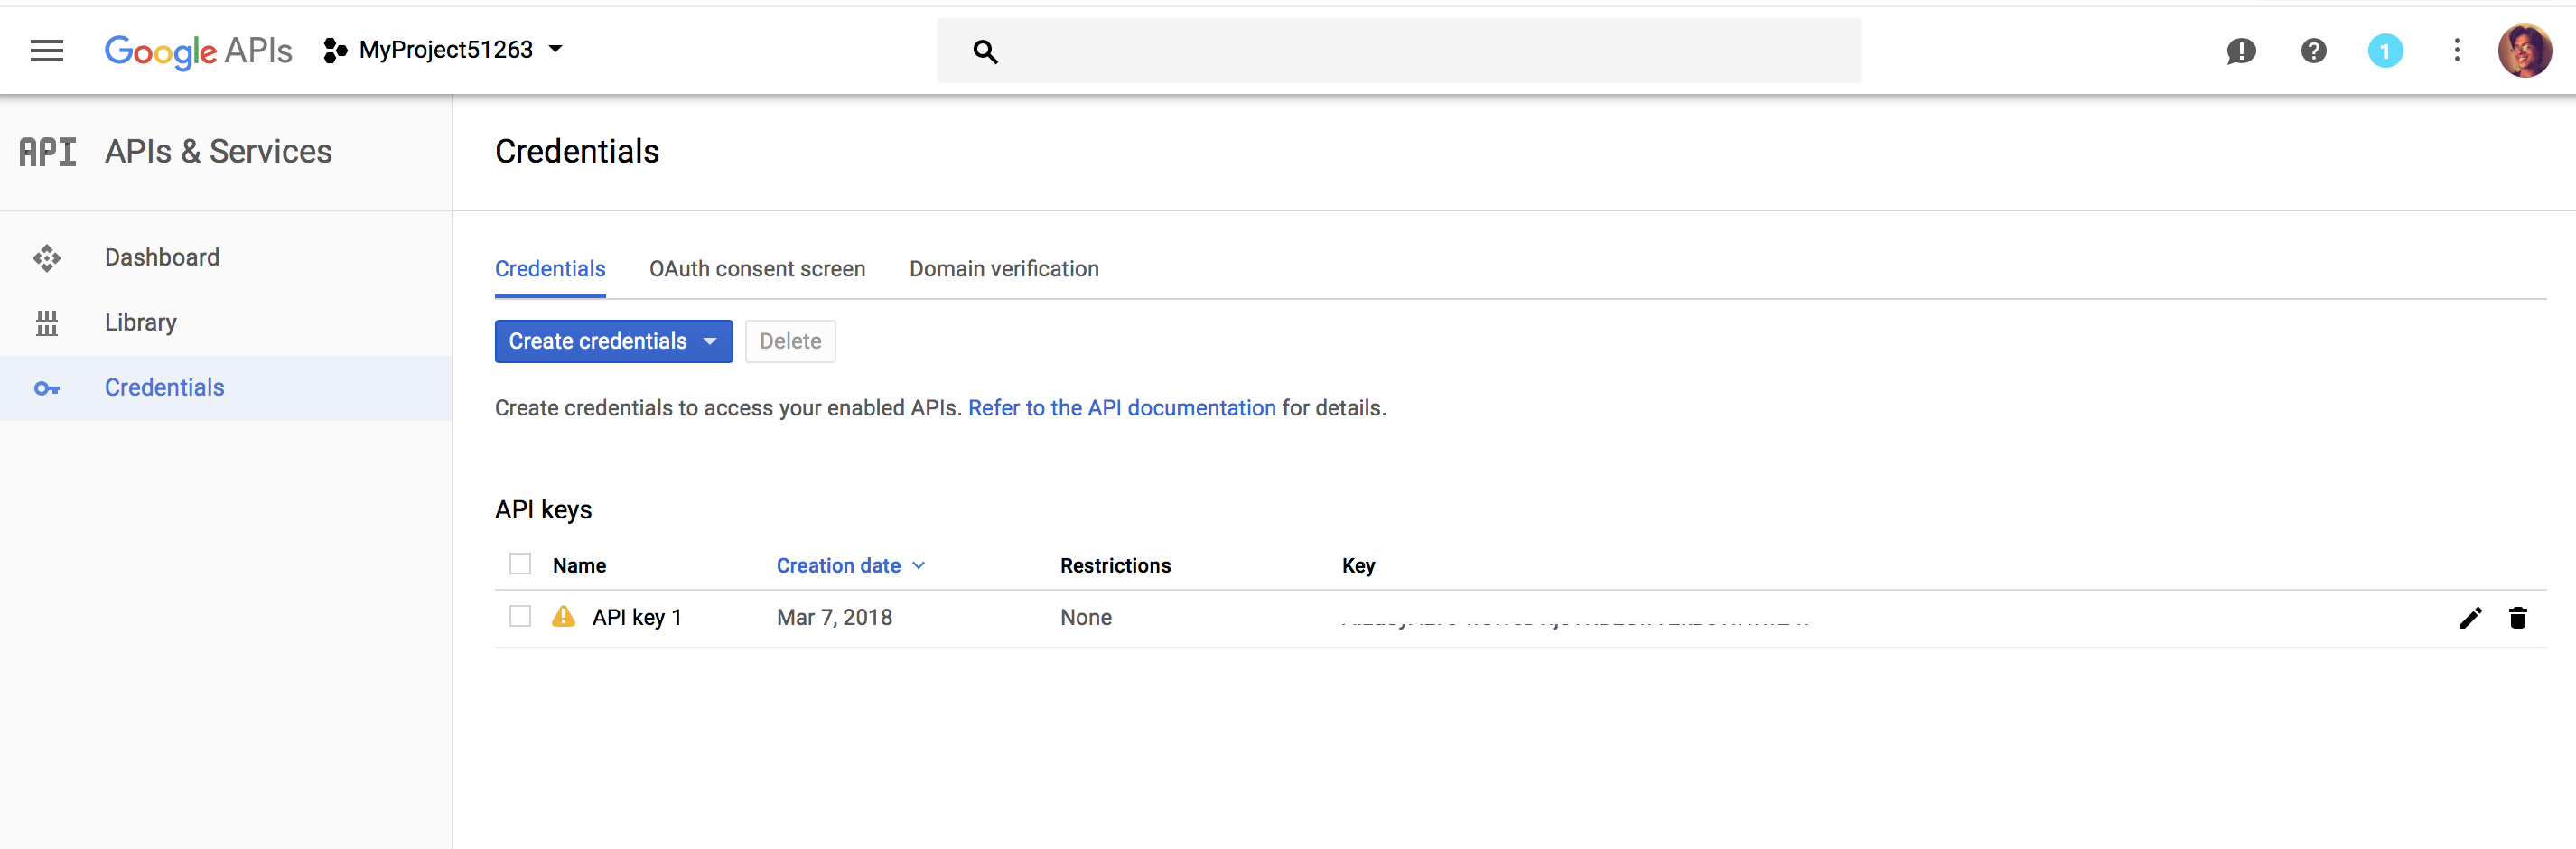 Google APIs MyProject51263 1
API APIs & Services
Dashboard
Library
Credentials
Credentials
Credentials OAuth consent screen Domain verification
Create credentials Delete
Create credentials to access your enabled APIs. Refer to the API documentation for details.
API keys
Name Creation date Restrictions Key
API key 1 Mar 7, 2018 None